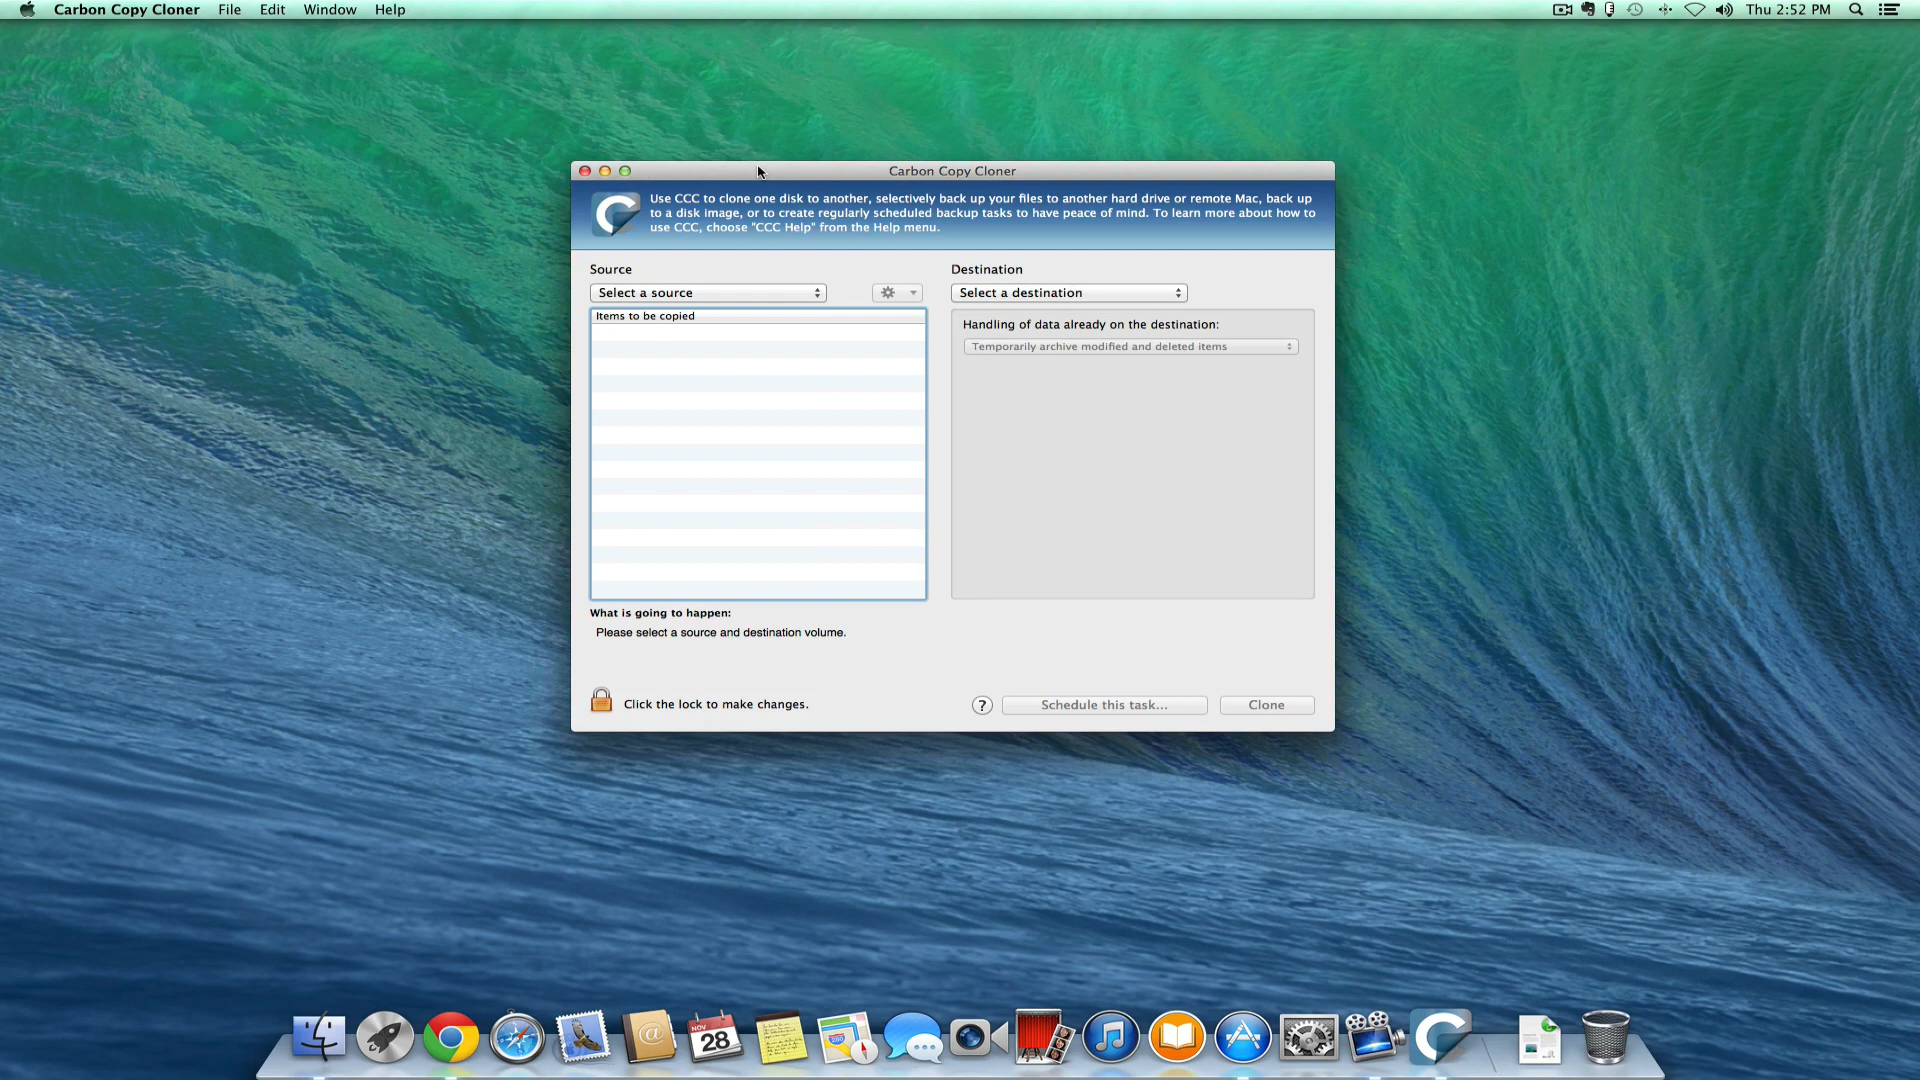 Carbon Copy Cloner File Edit Window Help
Thu 2:52 PM
Carbon Copy Cloner
Use CCC to clone one disk to another, selectively back up your files to another hard drive or remote Mac, back up
to a disk image, or to create regularly scheduled backup tasks to have peace of mind. To learn more about how to
use CCC, choose "CCC Help" from the Help menu.
Source
Select a source
Items to be copied
Destination
Select a destination
Handling of data already on the destination:
Temporarily archive modified and deleted items
What is going to happen:
Please select a source and destination volume.
Click the lock to make changes.
?
Schedule this task...
Clone
@
NOV
28
280